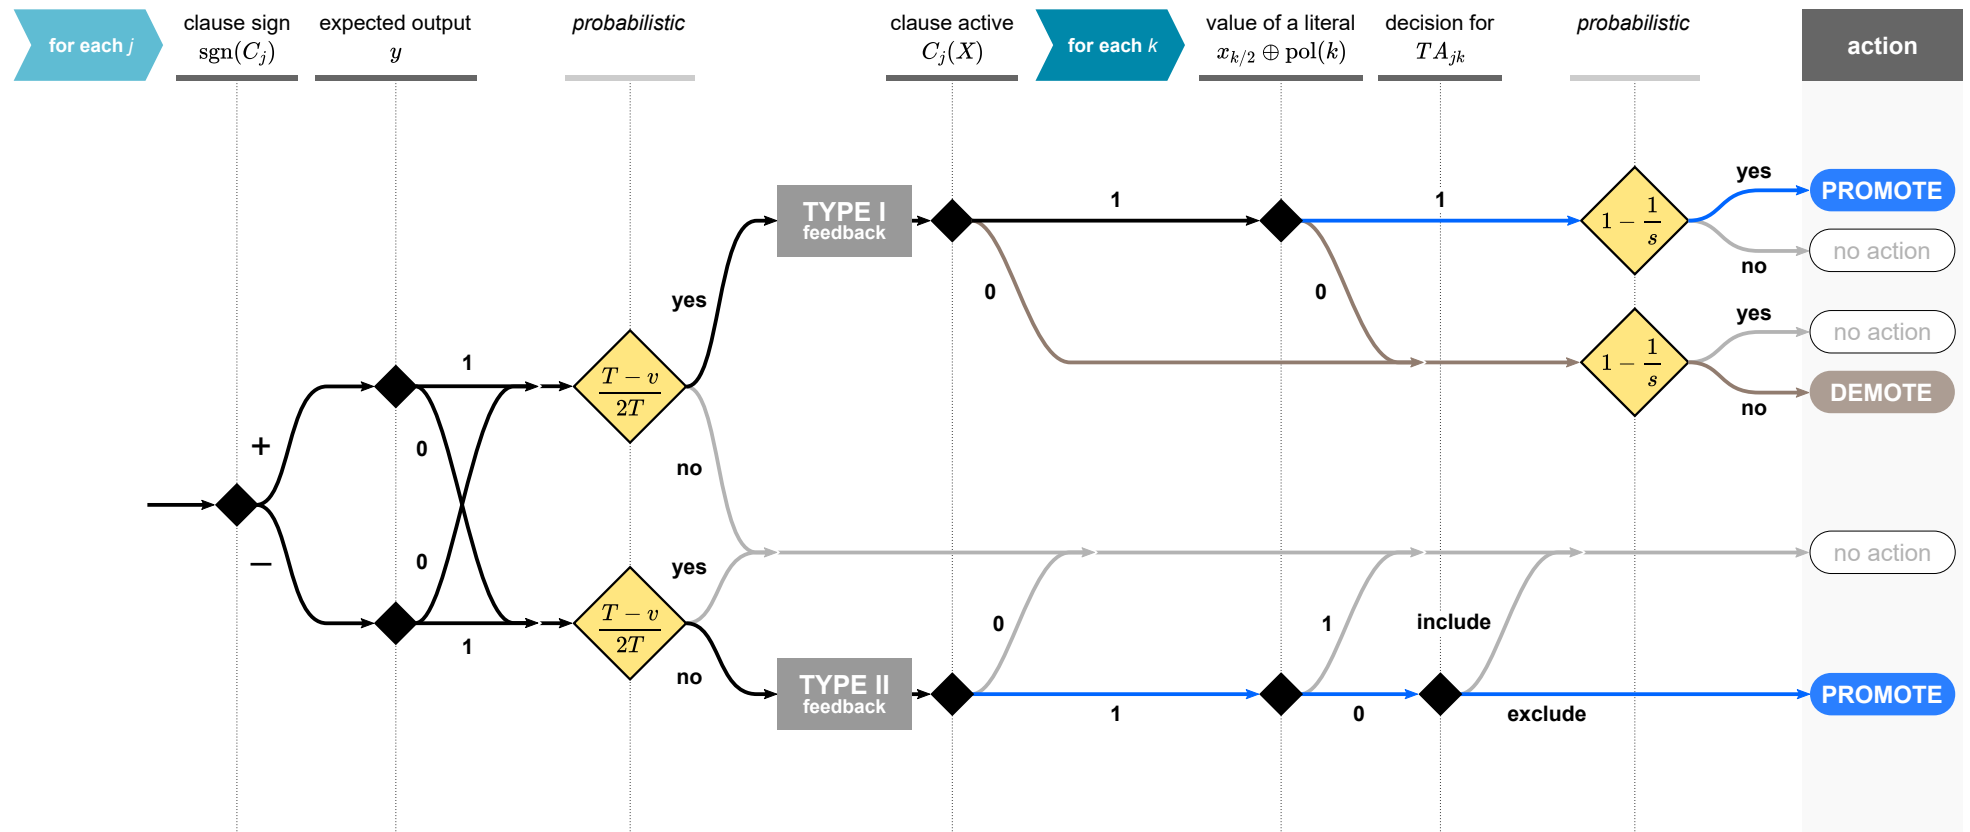 for each j
clause sign
sgn(C_j)
expected output
y
probabilistic
clause active
C_j(X)
for each k
value of a literal
x_{k/2} ⊕ pol(k)
decision for
TA_{jk}
probabilistic
action
yes
PROMOTE
1
1
TYPE I
feedback
1 − 1/s
no action
no
0
0
yes
yes
no action
1
1 − 1/s
T − v
2T
DEMOTE
no
+
0
no
no action
−
0
yes
T − v
2T
0
1
include
1
no
TYPE II
feedback
PROMOTE
1
0
exclude